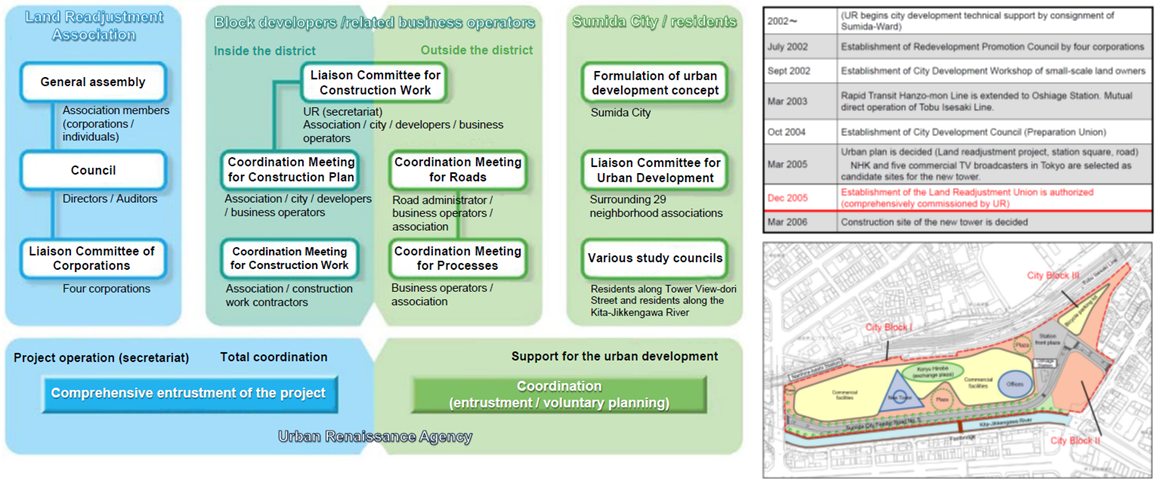 Land Readjustment
Association
General assembly
Association members
(corporations /
individuals)
Council
Directors / Auditors
Liaison Committee of
Corporations
Four corporations
Block developers /related business operators
Inside the district
Outside the district
Liaison Committee for
Construction Work
UR (secretariat)
Association / city / developers / business
operators
Coordination Meeting
for Construction Plan
Association / city / developers
/ business operators
Coordination Meeting
for Roads
Road administrator /
business operators /
association
Coordination Meeting
for Construction Work
Association / construction
work contractors
Coordination Meeting
for Processes
Business operators /
association
Sumida City / residents
Formulation of urban
development concept
Sumida City
Liaison Committee for
Urban Development
Surrounding 29
neighborhood associations
Various study councils
Residents along Tower View-dori
Street and residents along the
Kita-Jikkengawa River
Project operation (secretariat)
Total coordination
Support for the urban development
Comprehensive entrustment of the project
Coordination
(entrustment / voluntary planning)
Urban Renaissance Agency
2002～ (UR begins city development technical support by consignment of
Sumida-Ward)
July 2002 Establishment of Redevelopment Promotion Council by four corporations
Sept 2002 Establishment of City Development Workshop of small-scale land owners
Mar 2003 Rapid Transit Hanzo-mon Line is extended to Oshiage Station. Mutual
direct operation of Tobu Isesaki Line.
Oct 2004 Establishment of City Development Council (Preparation Union)
Mar 2005 Urban plan is decided (Land readjustment project, station square, road)
NHK and five commercial TV broadcasters in Tokyo are selected as
candidate sites for the new tower.
Dec 2005 Establishment of the Land Readjustment Union is authorized
(comprehensively commissioned by UR)
Mar 2006 Construction site of the new tower is decided
City Block III
Bicycle parking lot
City Block I
Station
front plaza
Plaza
Commercial
facilities
New Tower
Plaza
Commercial
facilities
Offices
Kita-Jikkengawa River
Footbridge
City Block II